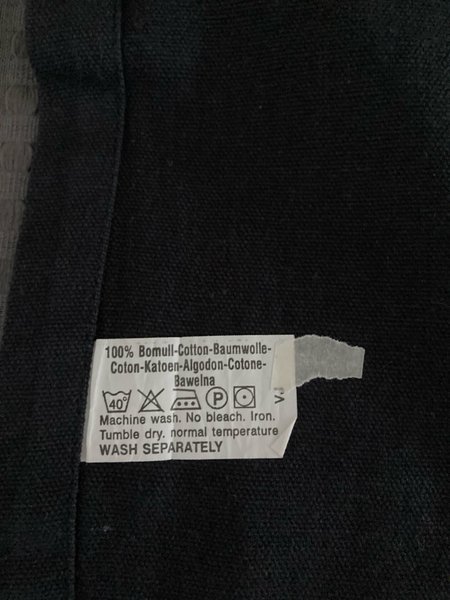 100% Bomull-Cotton-Baumwolle-
Coton-Katoen-Algodon-Cotone-
Bawelna
40° P
Machine wash. No bleach. Iron.
Tumble dry. normal temperature
WASH SEPARATELY